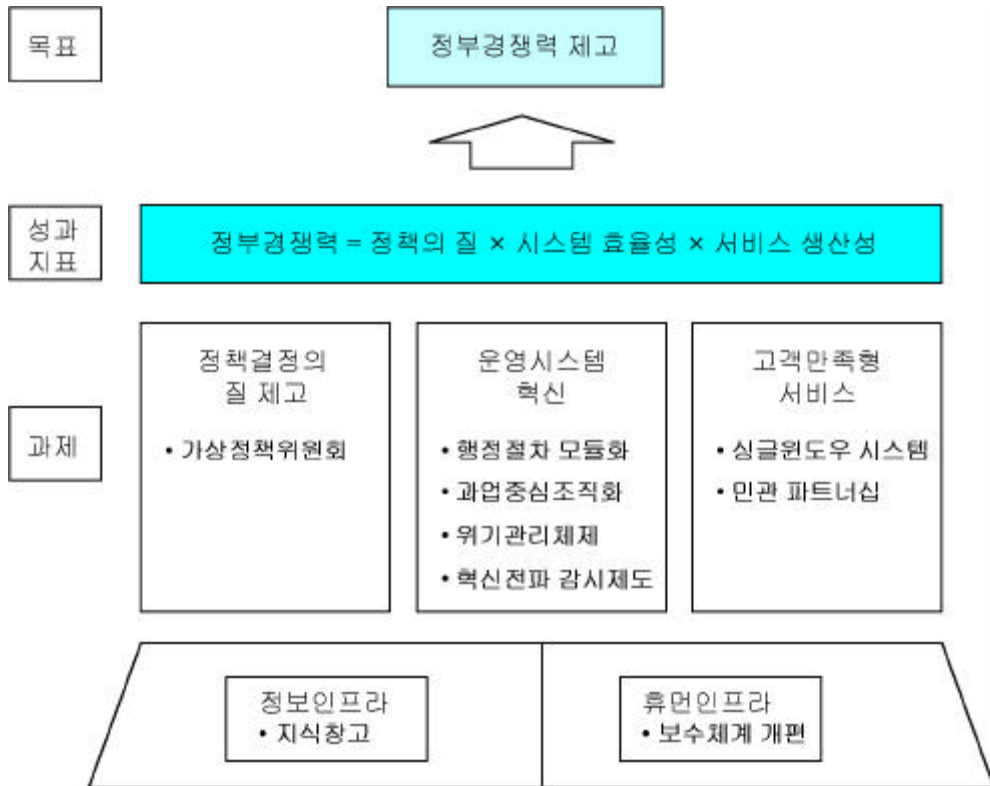 목표
정부경쟁력 제고
성과
지표
정부경쟁력 = 정책의 질 × 시스템 효율성 × 서비스 생산성
과제
정책결정의
질 제고
• 가상정책위원회
운영시스템
혁신
• 행정절차 모듈화
• 과업중심조직화
• 위기관리체제
• 혁신전파 감시제도
고객만족형
서비스
• 싱글윈도우 시스템
• 민관 파트너십
정보인프라
• 지식창고
휴먼인프라
• 보수체계 개편